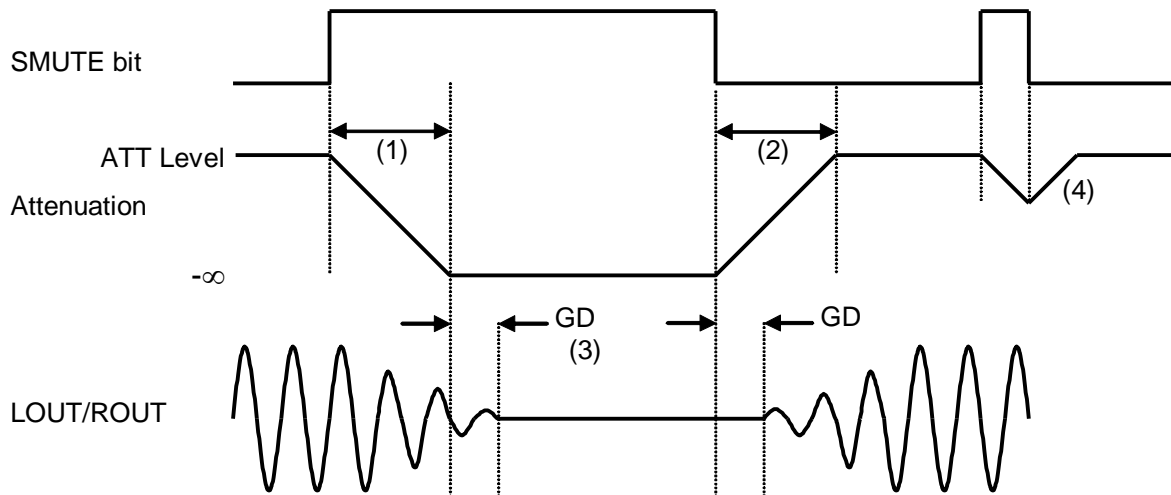 SMUTE bit
ATT Level
(1)
(2)
(4)
Attenuation
-∞
GD
GD
(3)
LOUT/ROUT